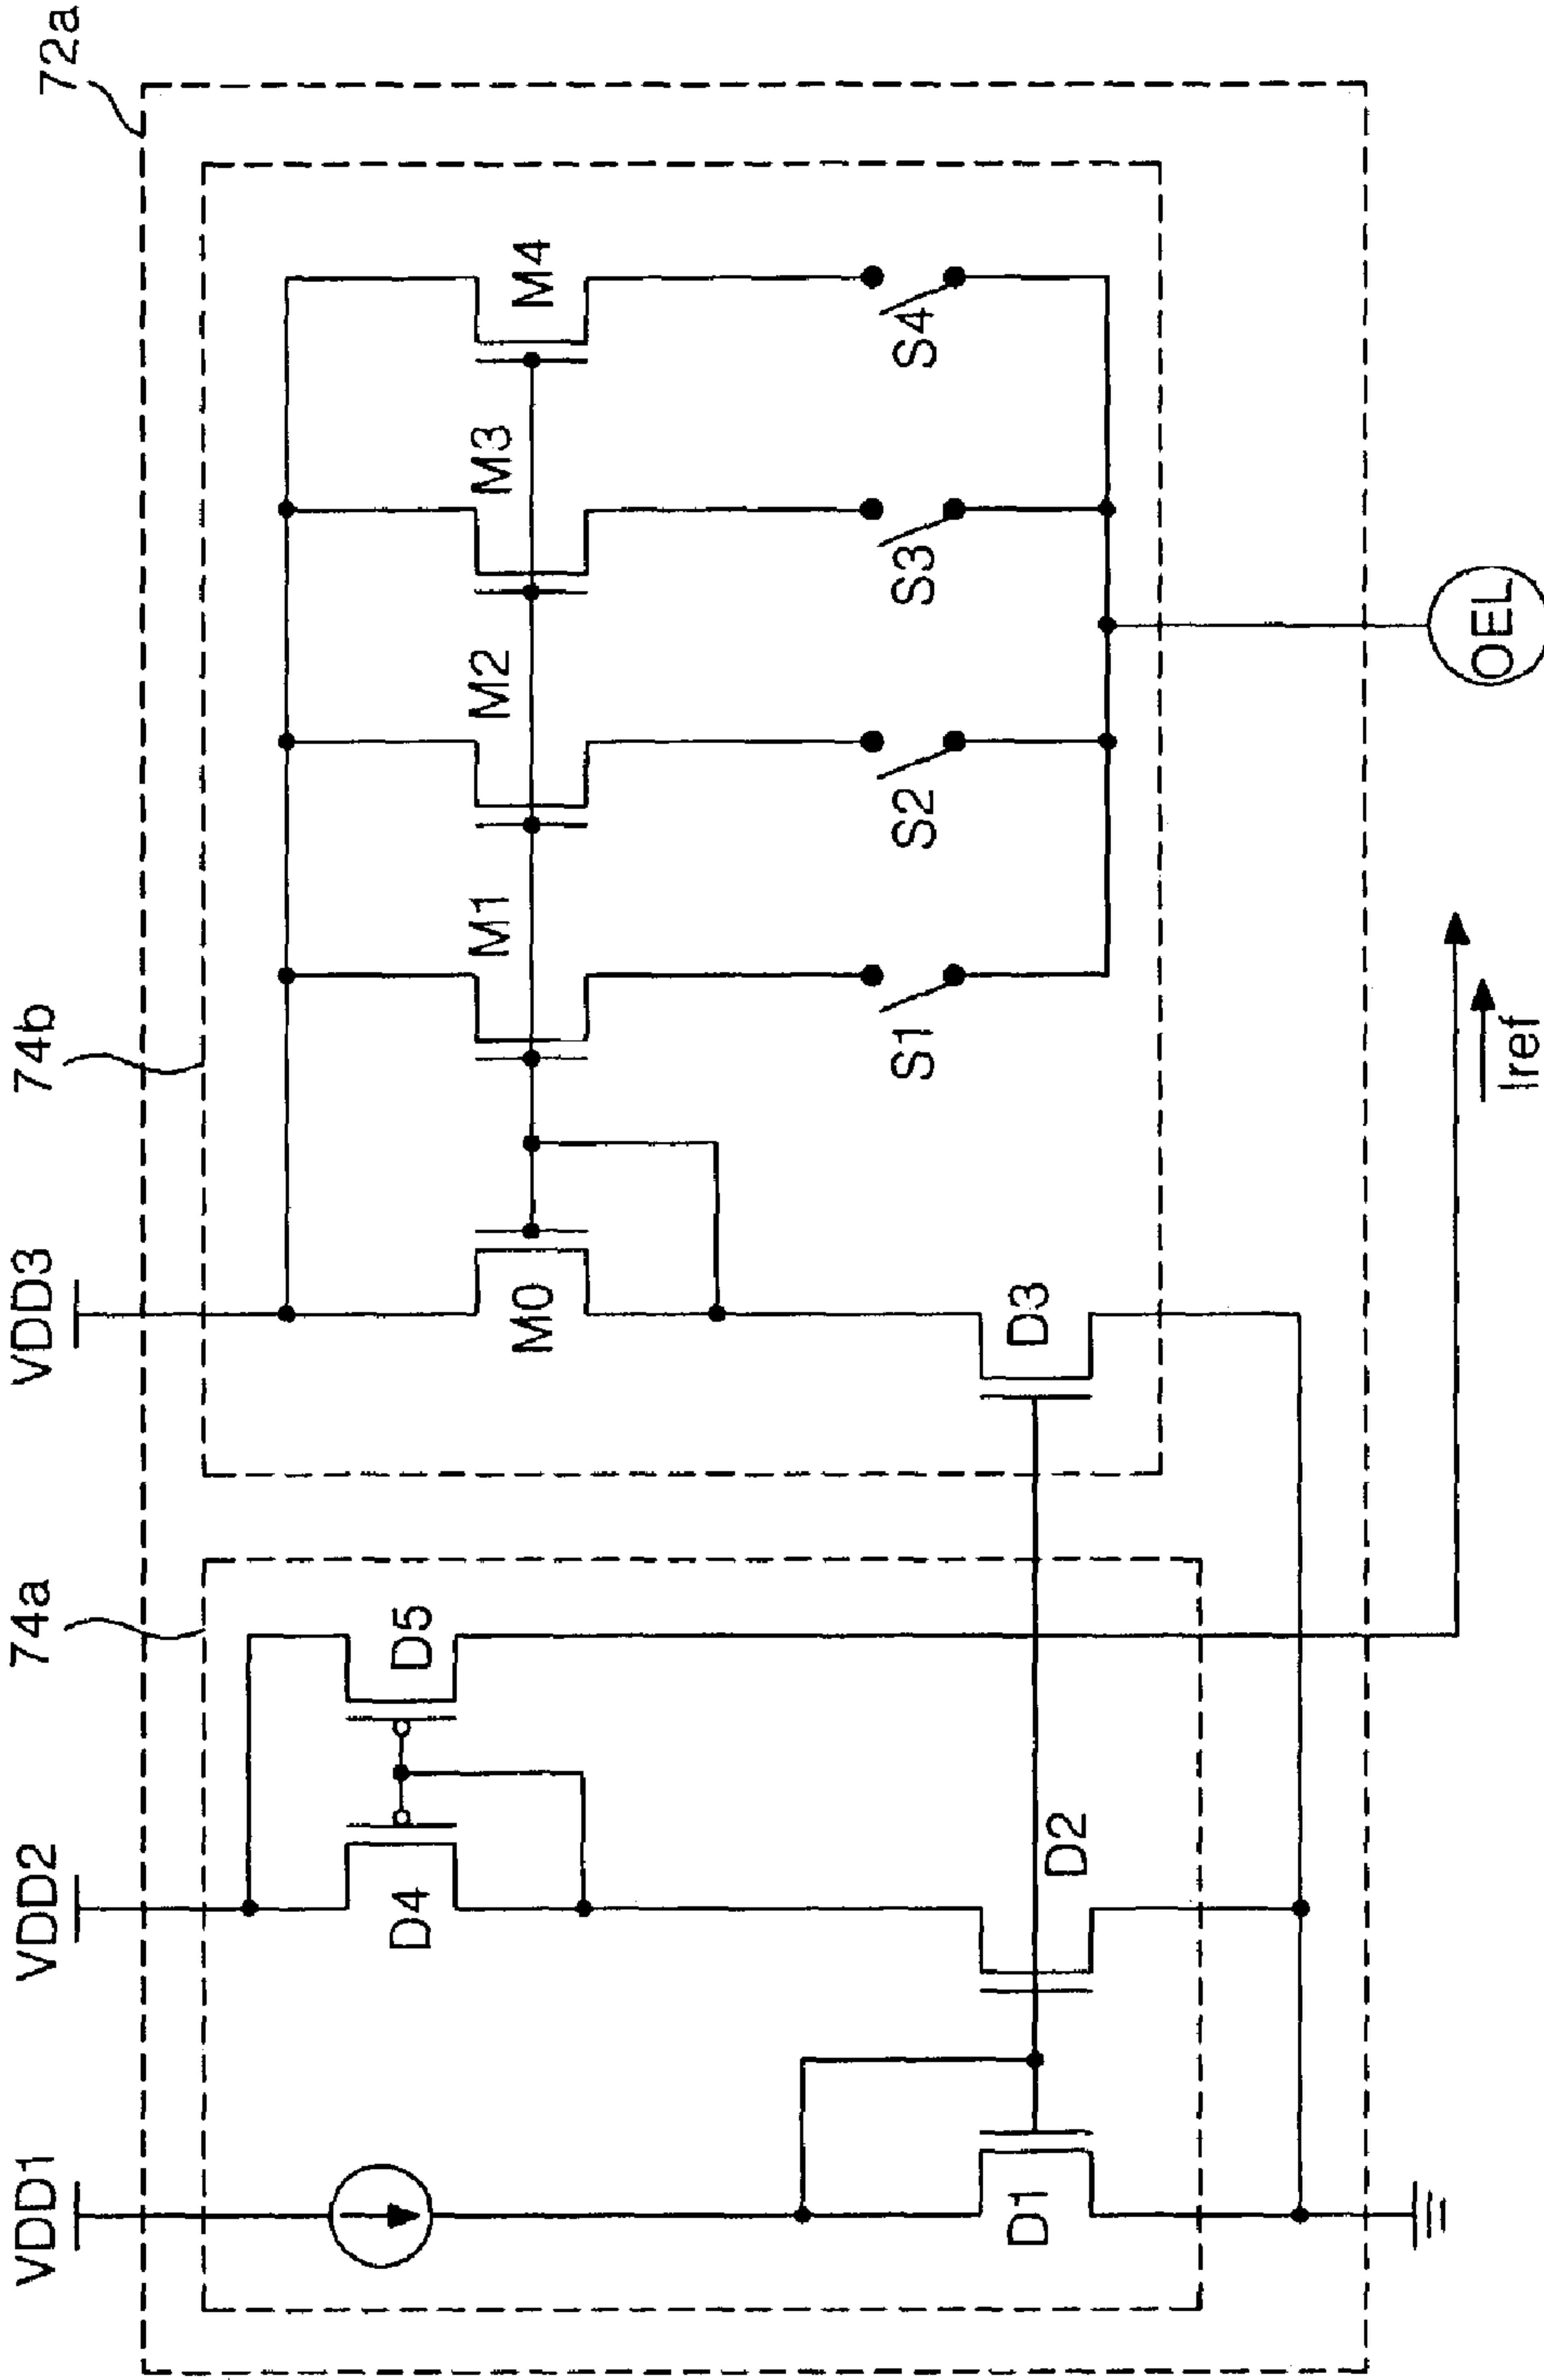 72a
74a
74b
VDD1
VDD2
VDD3
D4
D5
M0
M1
M2
M3
M4
S1
S2
S3
S4
D1
D2
D3
OEL
Iref